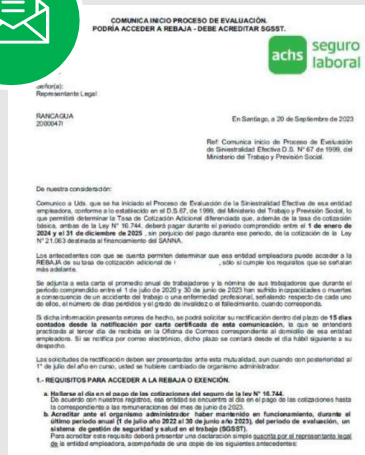 COMUNICA INICIO PROCESO DE EVALUACIÓN.
PODRÍA ACCEDER A REBAJA - DEBE ACREDITAR SGSST.
achs seguro
laboral
Señor(a):
Representante Legal
RANCAGUA
2000047I
En Santiago, a 20 de Septiembre de 2023
Ref: Comunica inicio de Proceso de Evaluación
de Siniestralidad Efectiva D.S. N° 67 de 1999, del
Ministerio del Trabajo y Previsión Social.
De nuestra consideración:
Comunico a Uds. que se ha iniciado el Proceso de Evaluación de la Siniestralidad Efectiva de esa entidad
empleadora, conforme a lo establecido en el D.S.67, de 1999, del Ministerio del Trabajo y Previsión Social, lo
que permitirá determinar la Tasa de Cotización Adicional diferenciada que, además de la tasa de cotización
básica, ambas de la Ley N° 16.744, deberá pagar durante el periodo comprendido entre el 1 de enero de
2024 y el 31 de diciembre de 2025, sin perjuicio del pago durante ese periodo, de la cotización de la Ley
N° 21.063 destinada al financiamiento del SANNA.
Los antecedentes con que se cuenta permiten determinar que esa entidad empleadora puede acceder a la
REBAJA de su tasa de cotización adicional de , sólo si cumple los requisitos que se señalan
más adelante.
Se adjunta a esta carta el promedio anual de trabajadores y la nómina de sus trabajadores que durante el
periodo comprendido entre el 1 de julio de 2020 y 30 de junio de 2023 han sufrido incapacidades o muertes
a consecuencia de un accidente del trabajo o una enfermedad profesional, señalando respecto de cada uno
de ellos, el número de días perdidos y el grado de invalidez o el fallecimiento, cuando corresponda.
Si dicha información presenta errores de hecho, se podrá solicitar su rectificación dentro del plazo de 15 días
contados desde la notificación por carta certificada de esta comunicación, la que se entenderá
practicada al tercer día de recibida en la Oficina de Correos correspondiente al domicilio de esa entidad
empleadora. Si se notifica por correo electrónico, dicho plazo se contará desde el día hábil siguiente a su
despacho.
Las solicitudes de rectificación deben ser presentadas ante esta mutualidad, aun cuando con posterioridad al
1° de julio del año en curso, usted se hubiere cambiado de organismo administrador.
1.- REQUISITOS PARA ACCEDER A LA REBAJA O EXENCIÓN.
a. Hallarse al día en el pago de las cotizaciones de la ley N° 16.744.
De acuerdo con nuestros registros, esa entidad se encuentra al día en el pago de las cotizaciones hasta
la correspondiente a las remuneraciones del mes de junio de 2023.
b. Acreditar ante el organismo administrador haber mantenido en funcionamiento, durante el
último periodo anual (1 de julio año 2022 al 30 de junio año 2023), del periodo de evaluación, un
sistema de gestión de seguridad y salud en el trabajo (SGSST).
Para acreditar este requisito deberá presentar una declaración simple suscrita por el representante legal
de la entidad empleadora, acompañada de una copia de los siguientes antecedentes: